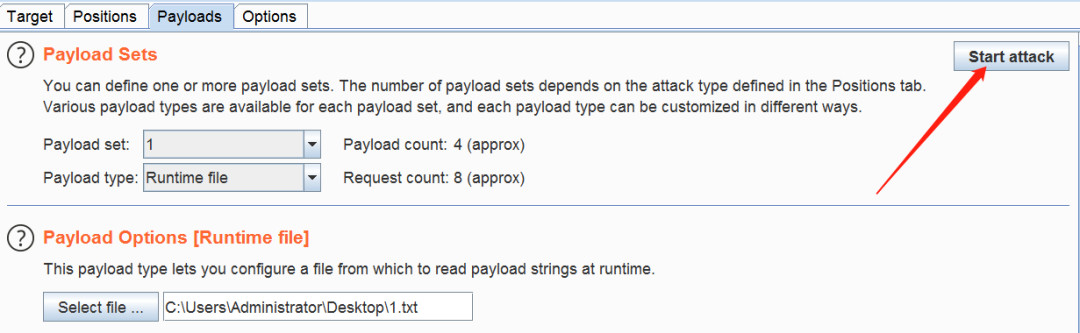 Target Positions Payloads Options
? Payload Sets
Start attack
You can define one or more payload sets. The number of payload sets depends on the attack type defined in the Positions tab.
Various payload types are available for each payload set, and each payload type can be customized in different ways.
Payload set: 1 Payload count: 4 (approx)
Payload type: Runtime file Request count: 8 (approx)
? Payload Options [Runtime file]
This payload type lets you configure a file from which to read payload strings at runtime.
Select file ... C:\Users\Administrator\Desktop\1.txt